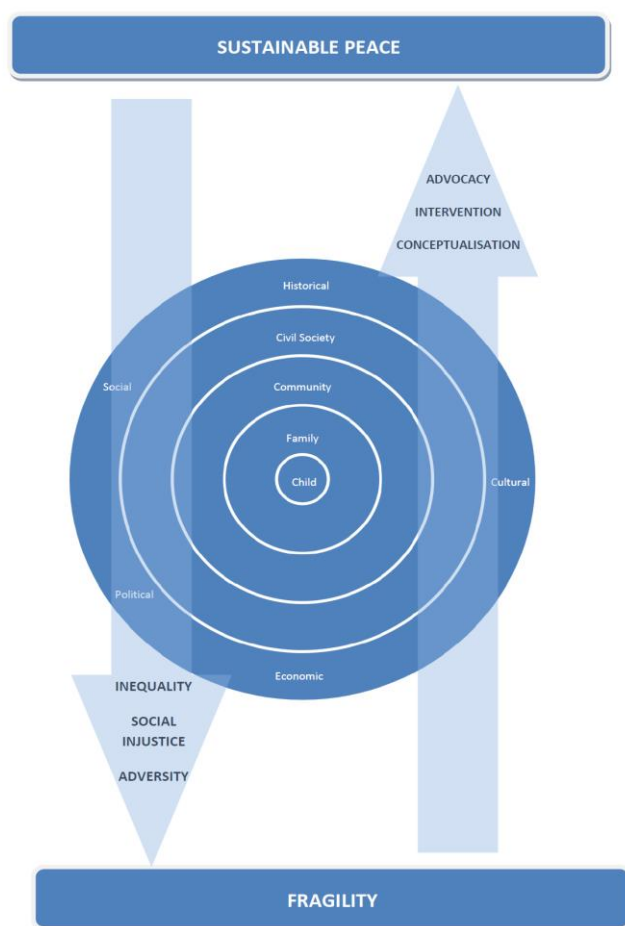 SUSTAINABLE PEACE
ADVOCACY
INTERVENTION
CONCEPTUALISATION
Historical
Civil Society
Social
Community
Family
Child
Cultural
Political
Economic
INEQUALITY
SOCIAL
INJUSTICE
ADVERSITY
FRAGILITY